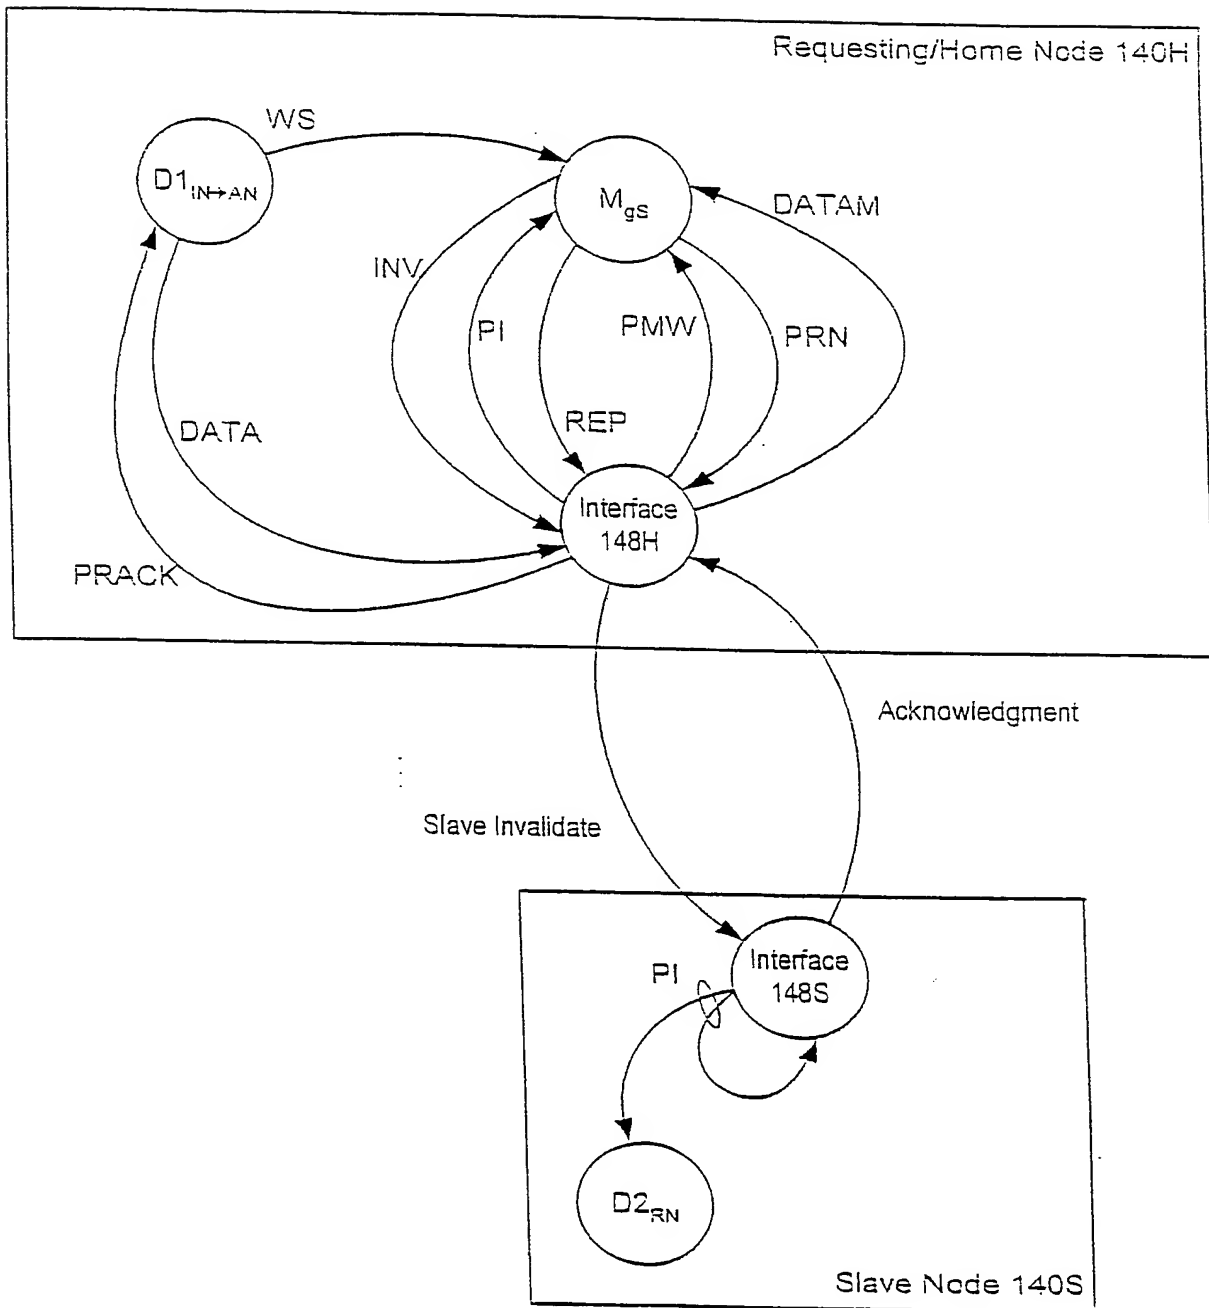 Requesting/Home Node 140H
WS
D1IN→AN
Mgs
DATAM
INV
PI
PMW
PRN
REP
DATA
Interface
148H
PRACK
Acknowledgment
Slave Invalidate
Interface
148S
PI
D2RN
Slave Node 140S